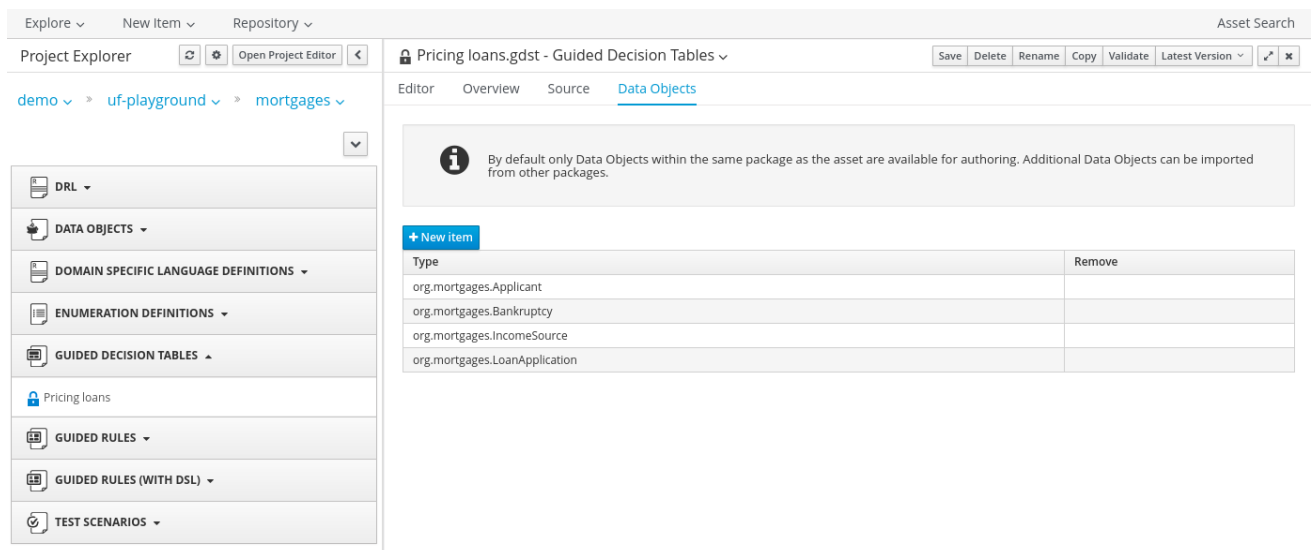 Explore New Item Repository Asset Search
Project Explorer Open Project Editor
demo » uf-playground » mortgages
DRL
DATA OBJECTS
DOMAIN SPECIFIC LANGUAGE DEFINITIONS
ENUMERATION DEFINITIONS
GUIDED DECISION TABLES
Pricing loans
GUIDED RULES
GUIDED RULES (WITH DSL)
TEST SCENARIOS
Pricing loans.gdst - Guided Decision Tables
Save Delete Rename Copy Validate Latest Version
Editor Overview Source Data Objects
By default only Data Objects within the same package as the asset are available for authoring. Additional Data Objects can be imported
from other packages.
+ New item
Type Remove
org.mortgages.Applicant
org.mortgages.Bankruptcy
org.mortgages.IncomeSource
org.mortgages.LoanApplication